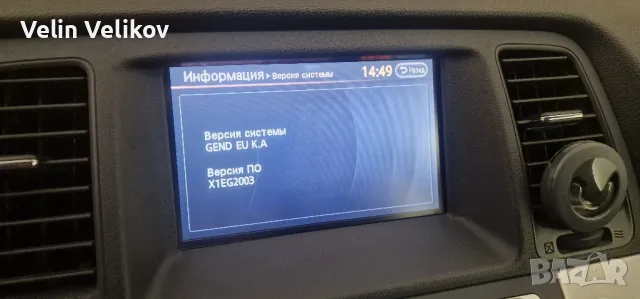 Velin Velikov
Информация ▸ Версия системы 14:49 Назад
Версия системы
GEND EU K.A
Версия ПО
X1EG2003
BAZAR